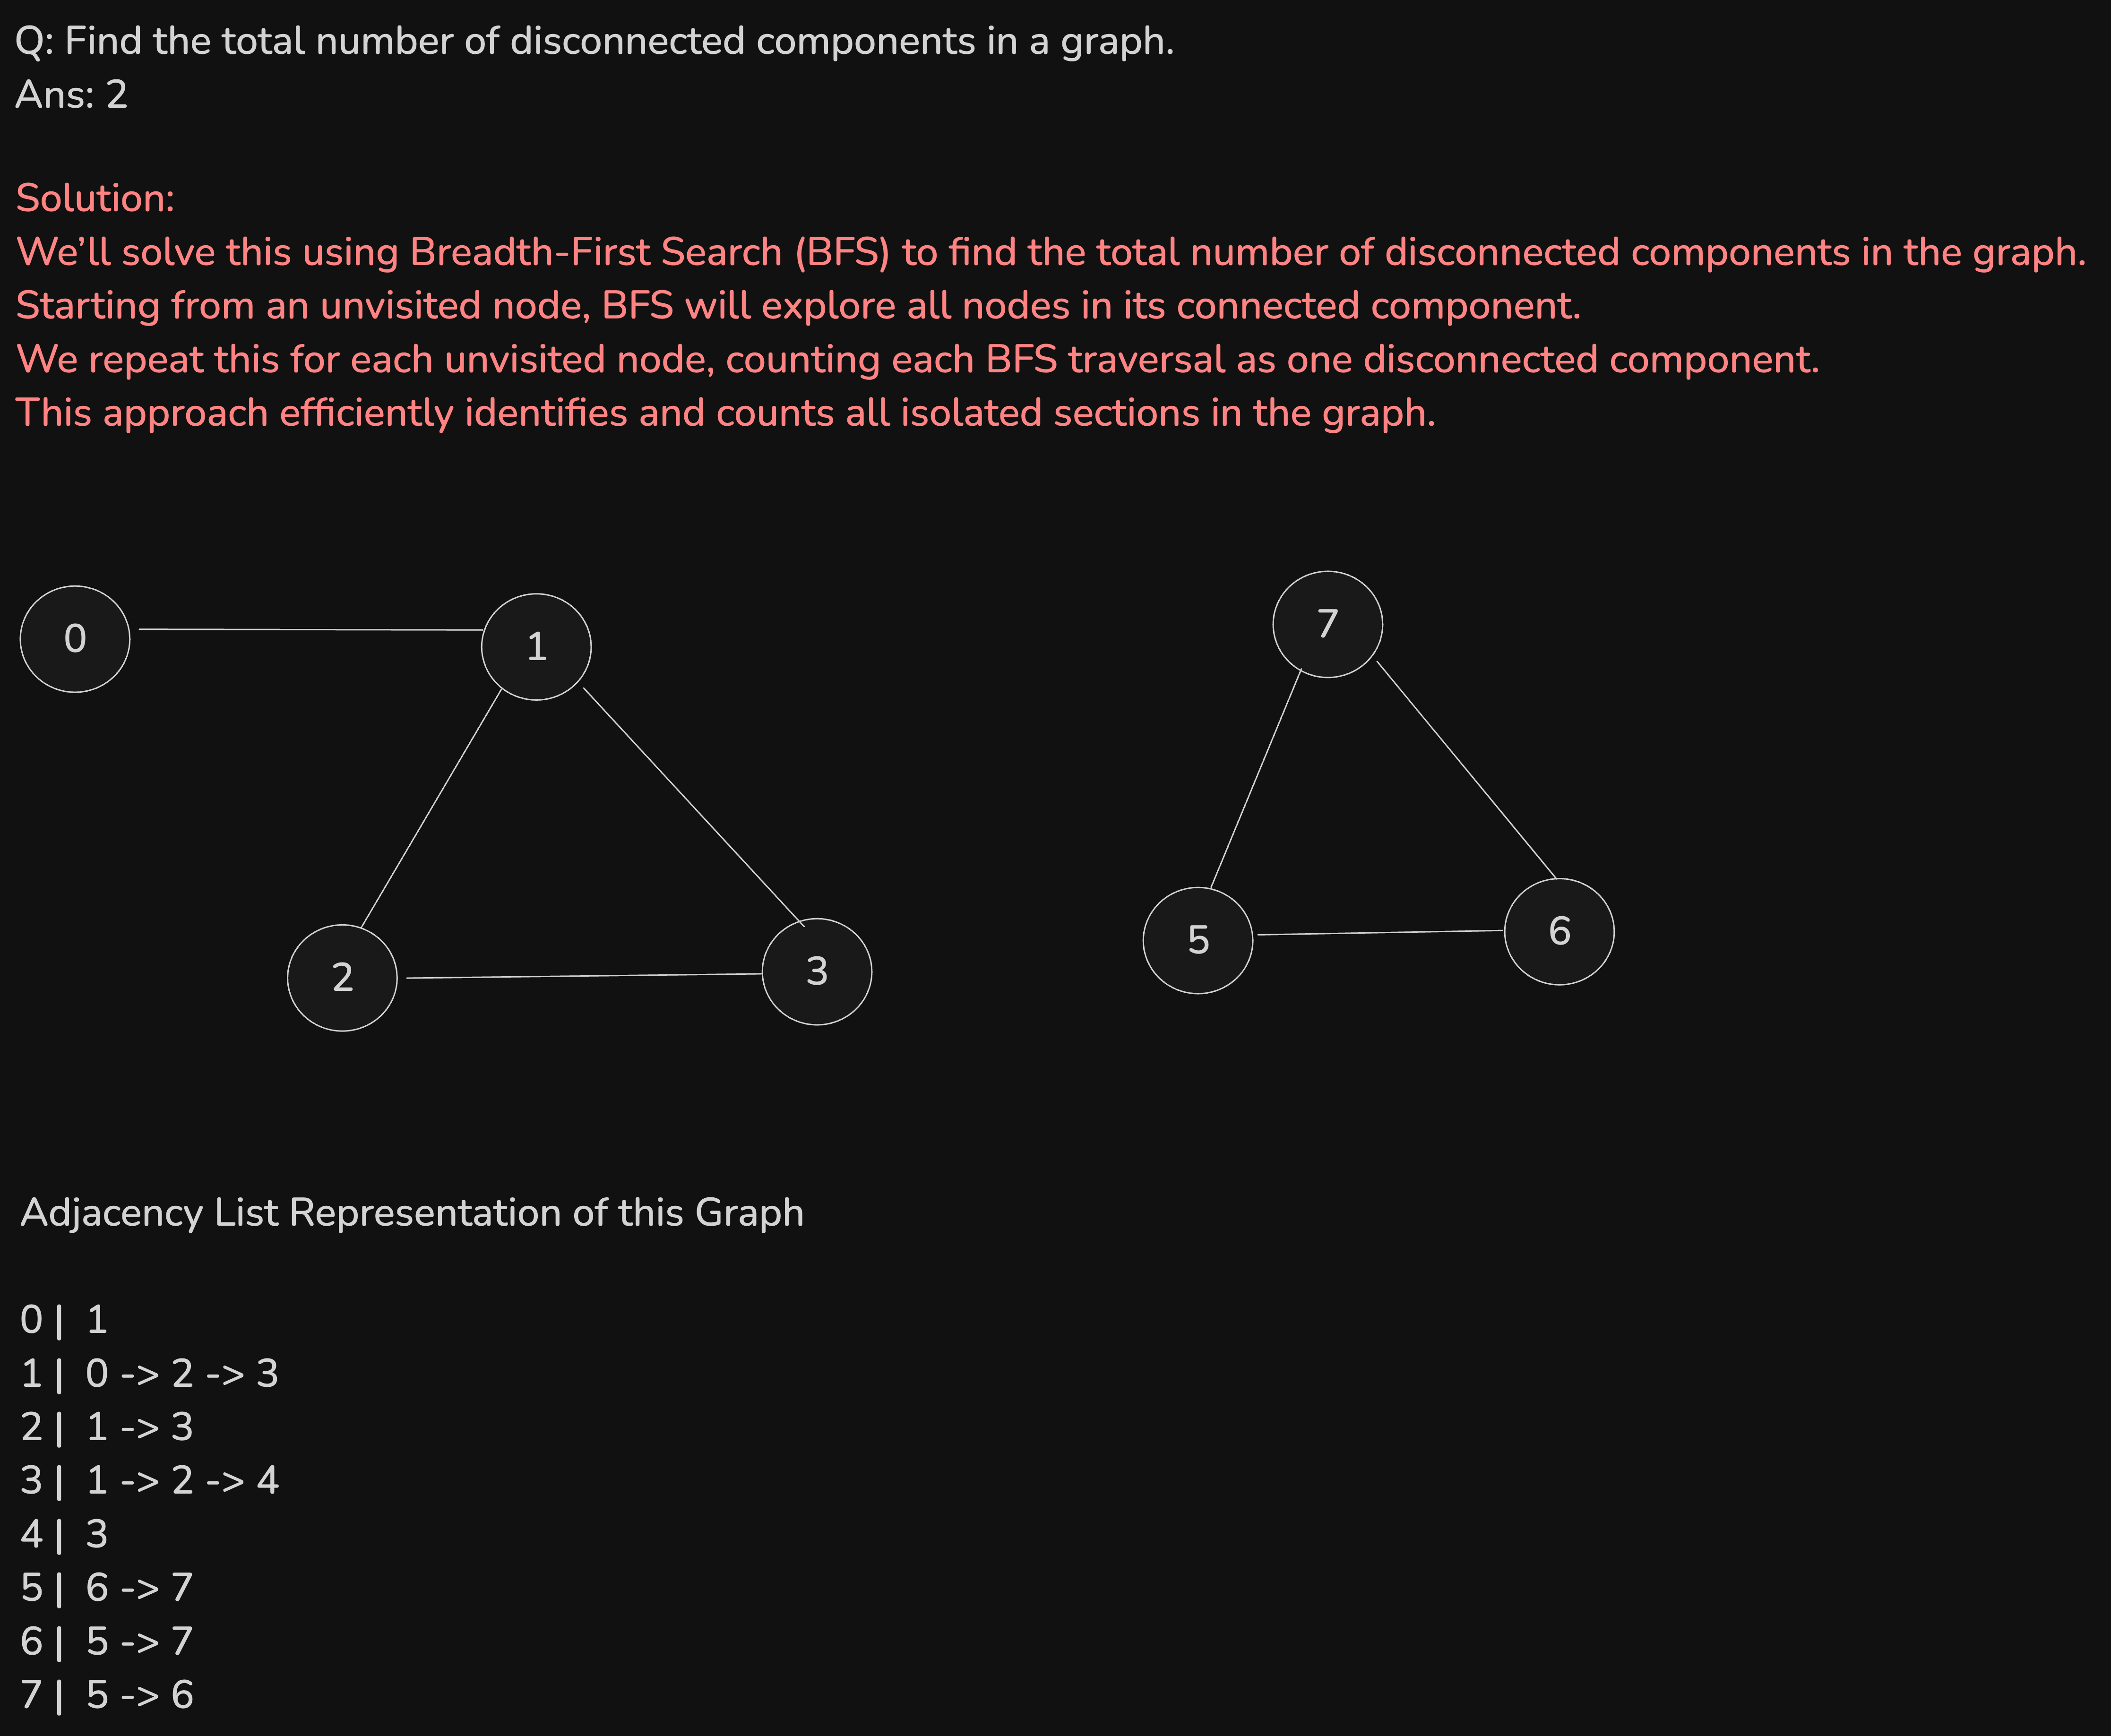 Q: Find the total number of disconnected components in a graph.
Ans: 2
Solution:
We’ll solve this using Breadth-First Search (BFS) to find the total number of disconnected components in the graph.
Starting from an unvisited node, BFS will explore all nodes in its connected component.
We repeat this for each unvisited node, counting each BFS traversal as one disconnected component.
This approach efficiently identifies and counts all isolated sections in the graph.
0
1
7
2
3
5
6
Adjacency List Representation of this Graph
0 | 1
1 | 0 -> 2 -> 3
2 | 1 -> 3
3 | 1 -> 2 -> 4
4 | 3
5 | 6 -> 7
6 | 5 -> 7
7 | 5 -> 6